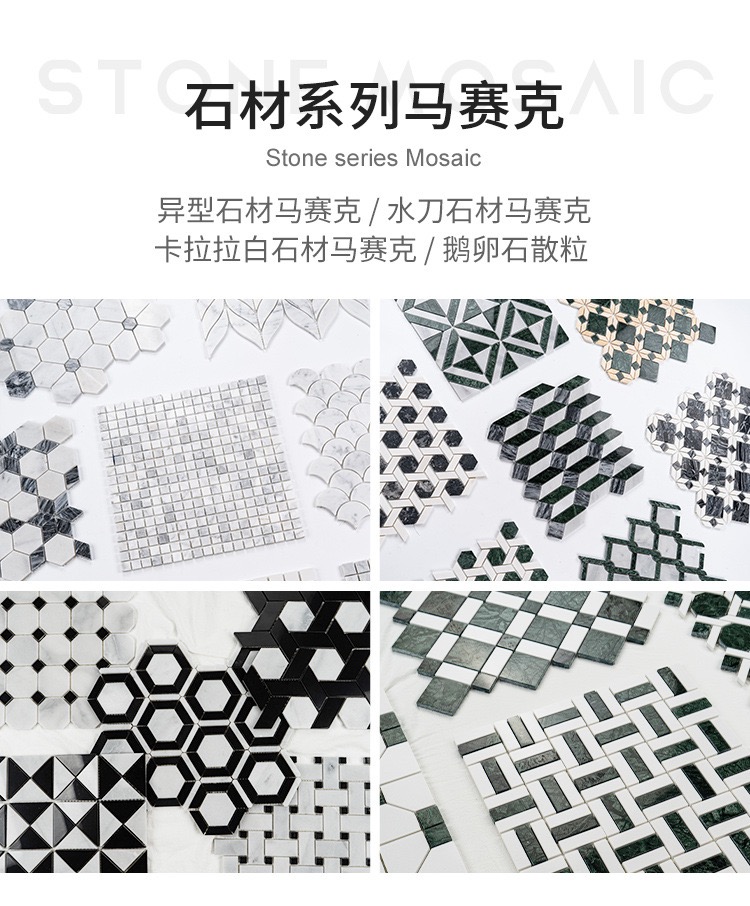 STONE MOSAIC
石材系列马赛克
Stone series Mosaic
异型石材马赛克 / 水刀石材马赛克
卡拉拉白石材马赛克 / 鹅卵石散粒